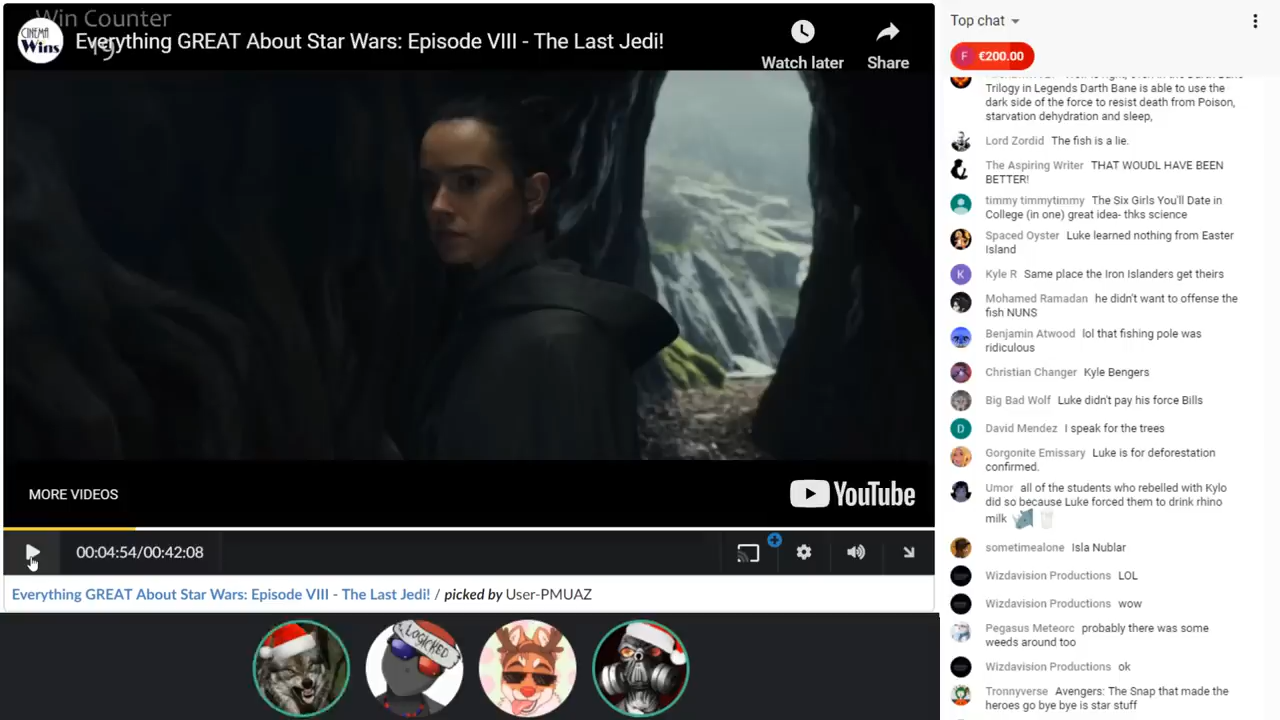 Win Counter
19
CINEMA
Wins
Everything GREAT About Star Wars: Episode VIII - The Last Jedi!
Watch later
Share
MORE VIDEOS
YouTube
00:04:54/00:42:08
Everything GREAT About Star Wars: Episode VIII - The Last Jedi! / picked by User-PMUAZ
LOGICKED
Top chat
F €200.00
Trilogy in Legends Darth Bane is able to use the
dark side of the force to resist death from Poison,
starvation dehydration and sleep,
Lord Zordid The fish is a lie.
The Aspiring Writer THAT WOUDL HAVE BEEN
BETTER!
timmy timmytimmy The Six Girls You'll Date in
College (in one) great idea- thks science
Spaced Oyster Luke learned nothing from Easter
Island
K Kyle R Same place the Iron Islanders get theirs
Mohamed Ramadan he didn't want to offense the
fish NUNS
Benjamin Atwood lol that fishing pole was
ridiculous
Christian Changer Kyle Bengers
Big Bad Wolf Luke didn't pay his force Bills
D David Mendez I speak for the trees
Gorgonite Emissary Luke is for deforestation
confirmed.
Umor all of the students who rebelled with Kylo
did so because Luke forced them to drink rhino
milk
sometimealone Isla Nublar
Wizdavision Productions LOL
Wizdavision Productions wow
Pegasus Meteorc probably there was some
weeds around too
Wizdavision Productions ok
Tronnyverse Avengers: The Snap that made the
heroes go bye bye is star stuff